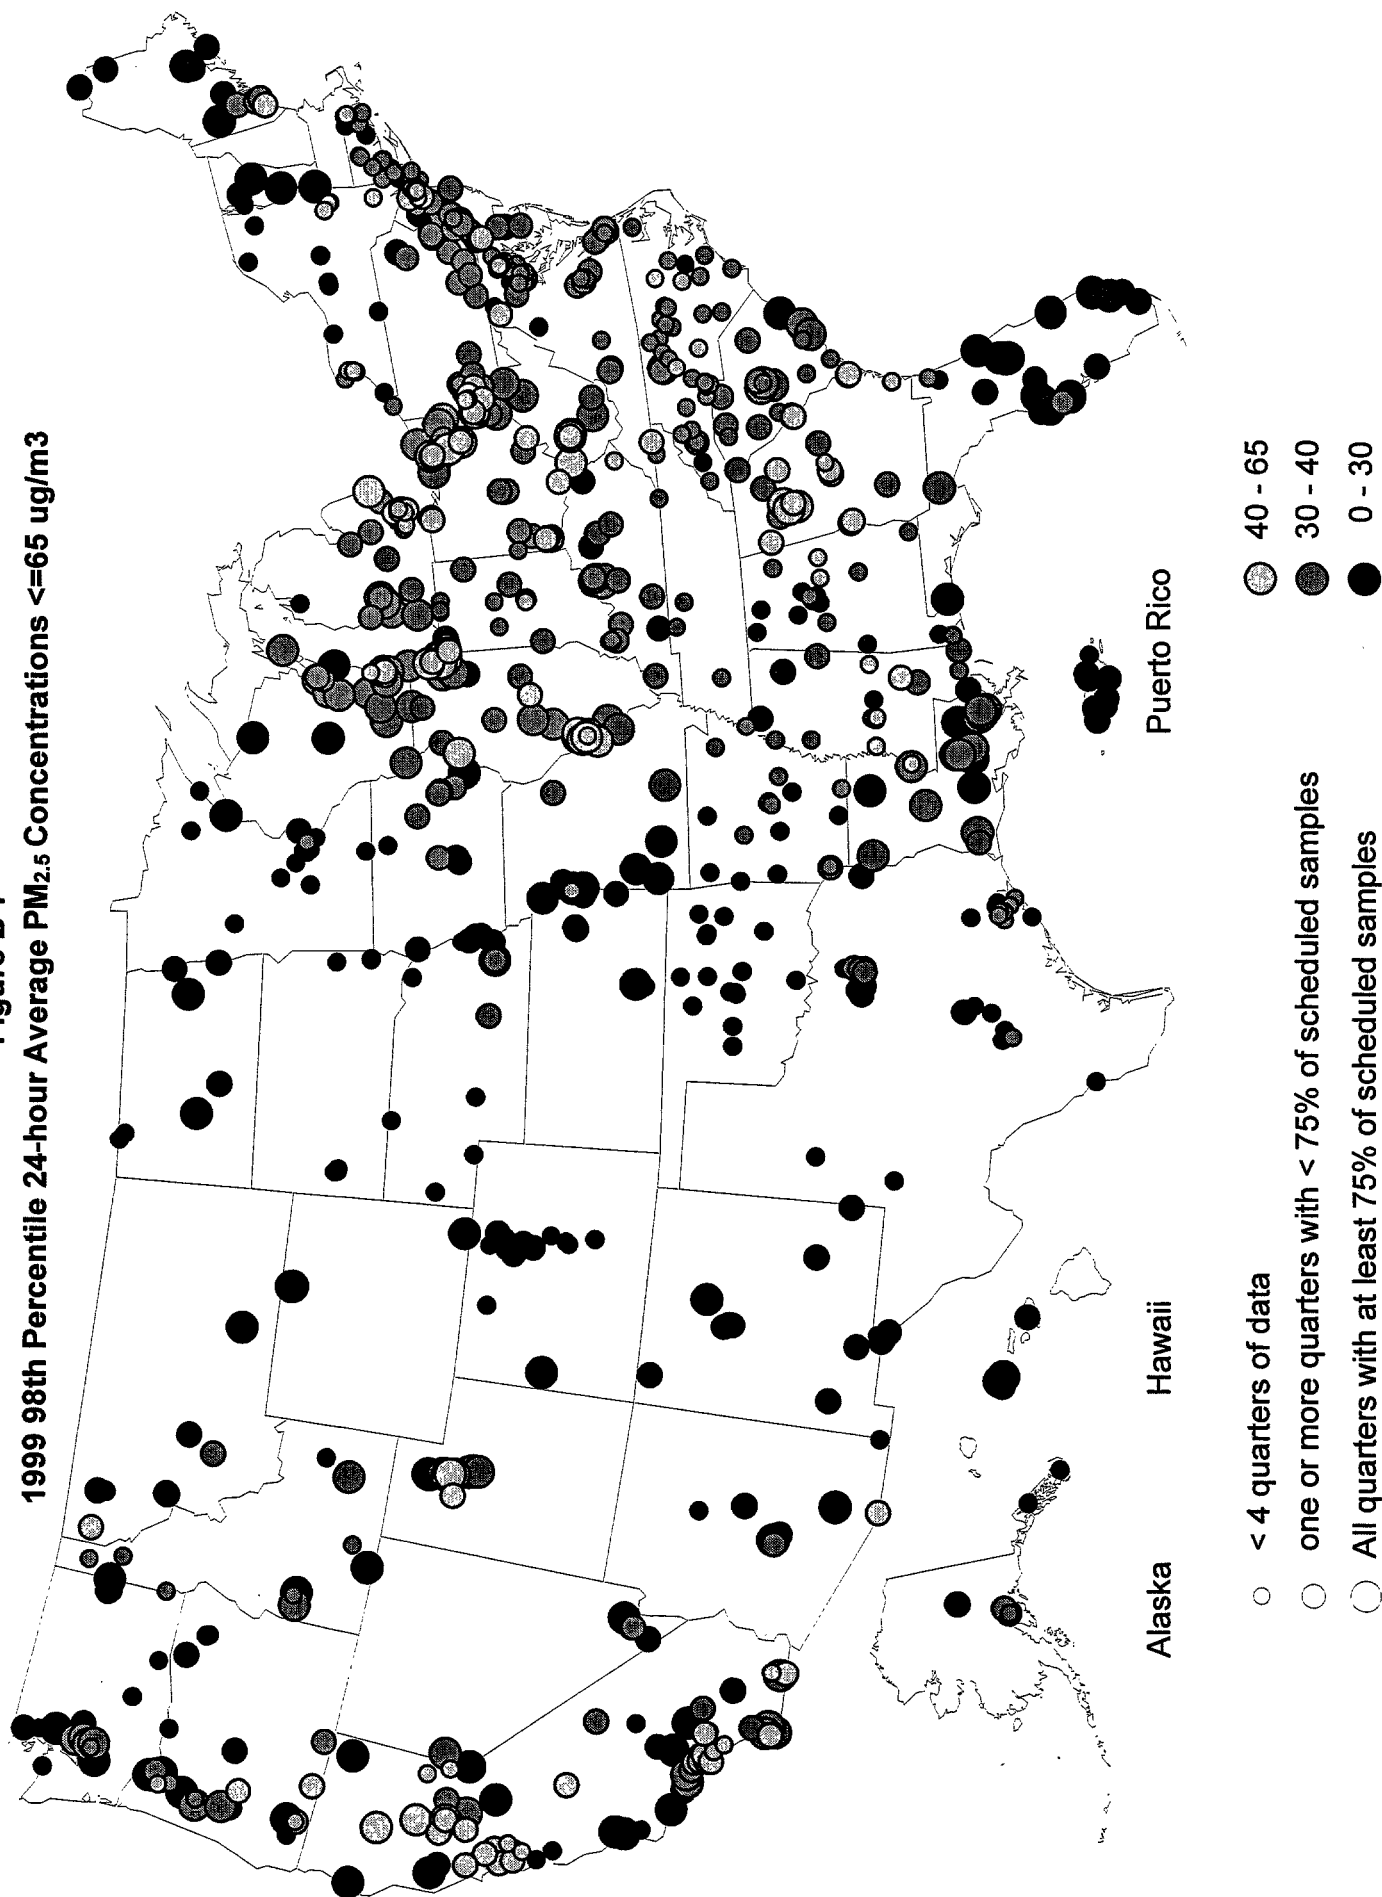 1999 98th Percentile 24-hour Average PM2.5 Concentrations <=65 ug/m3
Alaska
Hawaii
Puerto Rico
< 4 quarters of data
one or more quarters with < 75% of scheduled samples
All quarters with at least 75% of scheduled samples
40 - 65
30 - 40
0 - 30